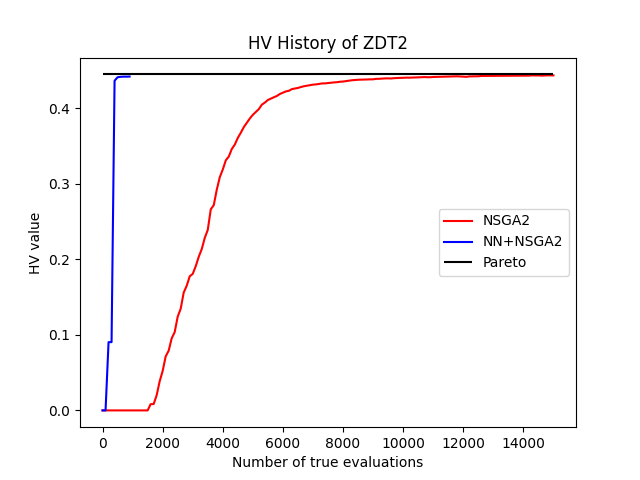 HV History of ZDT2
HV value
0.4
0.3
0.2
0.1
0.0
NSGA2
NN+NSGA2
Pareto
0 2000 4000 6000 8000 10000 12000 14000
Number of true evaluations